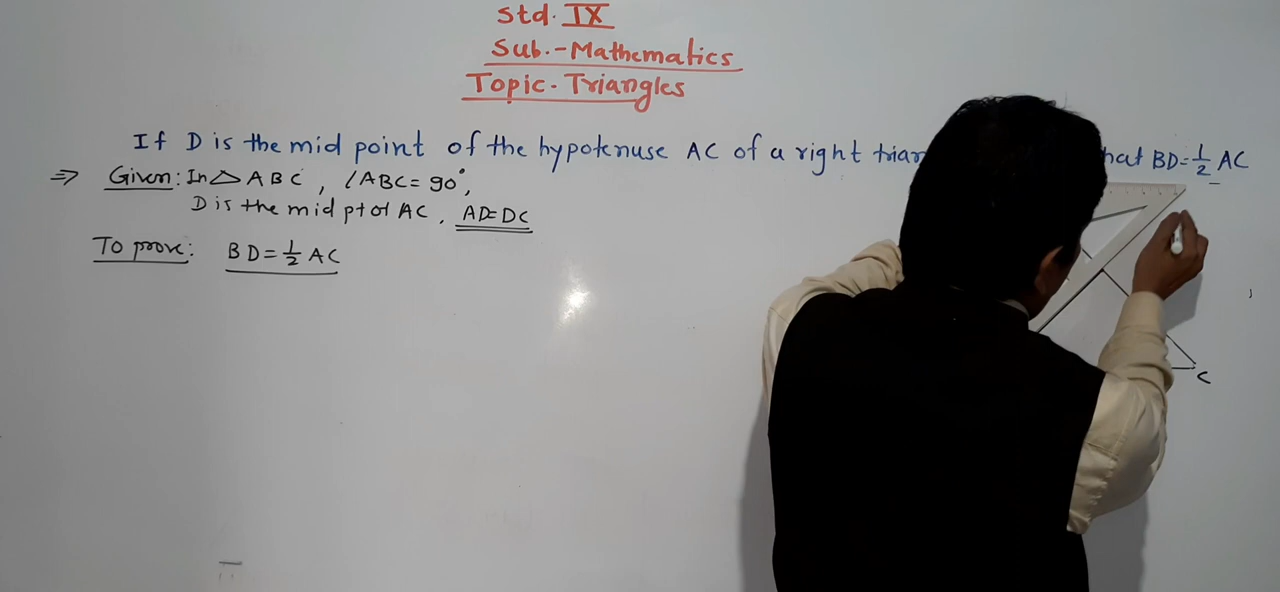 Std. IX
Sub.-Mathematics
Topic-Triangles
If D is the mid point of the hypotenuse AC of a right BD=1/2 AC
⇒ Given: In △ABC, ∠ABC=90°,
D is the mid pt of AC, AD=DC
To prove: BD=1/2 AC
C